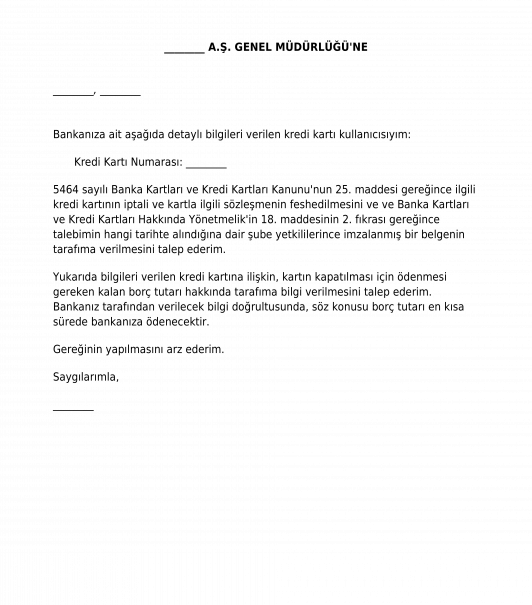 ________ A.Ş. GENEL MÜDÜRLÜĞÜ'NE
________, ________
Bankanıza ait aşağıda detaylı bilgileri verilen kredi kartı kullanıcısıyım:
Kredi Kartı Numarası: ________
5464 sayılı Banka Kartları ve Kredi Kartları Kanunu'nun 25. maddesi gereğince ilgili
kredi kartının iptali ve kartla ilgili sözleşmenin feshedilmesini ve ve Banka Kartları
ve Kredi Kartları Hakkında Yönetmelik'in 18. maddesinin 2. fıkrası gereğince
talebimin hangi tarihte alındığına dair şube yetkililerince imzalanmış bir belgenin
tarafıma verilmesini talep ederim.
Yukarıda bilgileri verilen kredi kartına ilişkin, kartın kapatılması için ödenmesi
gereken kalan borç tutarı hakkında tarafıma bilgi verilmesini talep ederim.
Bankanız tarafından verilecek bilgi doğrultusunda, söz konusu borç tutarı en kısa
sürede bankanıza ödenecektir.
Gereğinin yapılmasını arz ederim.
Saygılarımla,
________